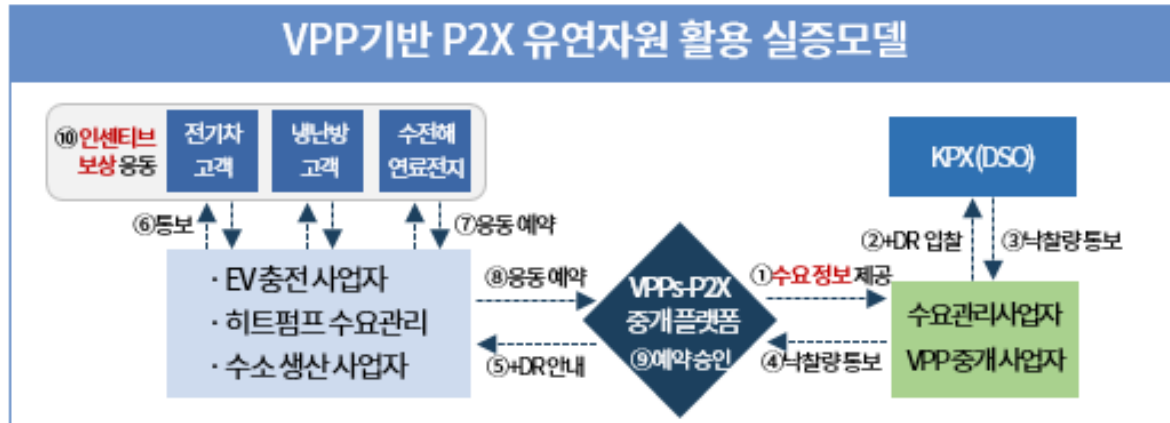 VPP기반 P2X 유연자원 활용 실증모델
⑩인센티브
보상 응동
전기차
고객
냉난방
고객
수전해
연료전지
KPX (DSO)
⑥통보
⑦응동 예약
②+DR 입찰
③낙찰량 통보
· EV 충전 사업자
· 히트펌프 수요관리
· 수소 생산 사업자
⑧응동 예약
⑤+DR 안내
VPPs-P2X
중개 플랫폼
⑨예약 승인
①수요 정보 제공
④낙찰량 통보
수요관리사업자
VPP 중개 사업자